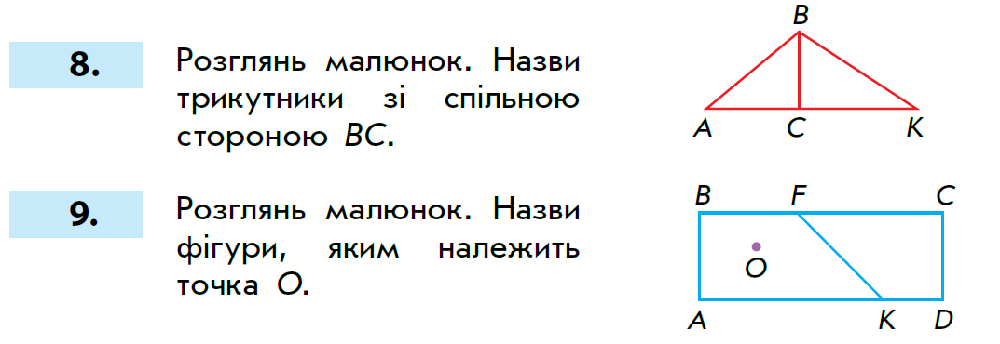 8. Розглянь малюнок. Назви
трикутники зі спільною
стороною BC.
B
A C K
9. Розглянь малюнок. Назви
фігури, яким належить
точка O.
B F C
O
A K D